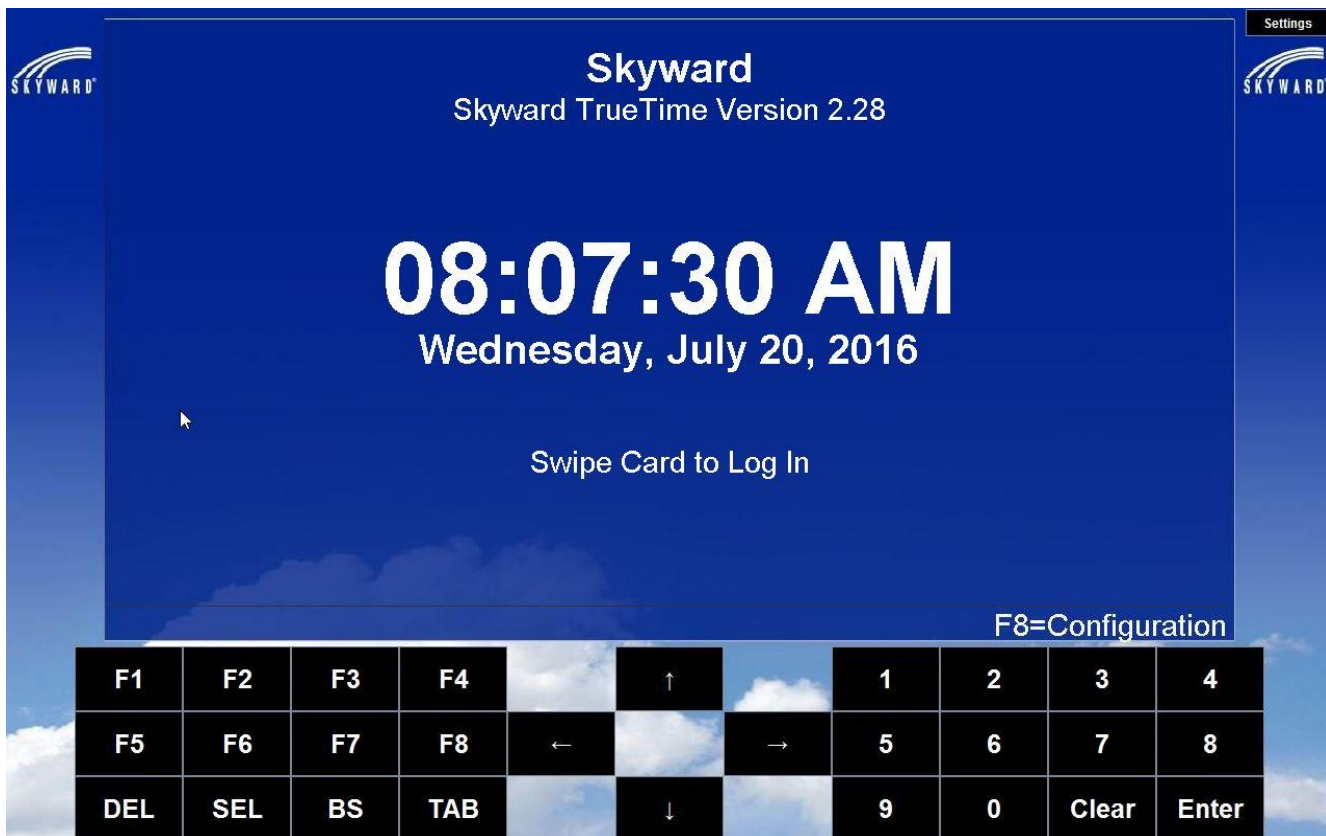 Settings
SKYWARD®
SKYWARD
Skyward
Skyward TrueTime Version 2.28
08:07:30 AM
Wednesday, July 20, 2016
Swipe Card to Log In
F8=Configuration
F1 F2 F3 F4 ↑ 1 2 3 4
F5 F6 F7 F8 ← → 5 6 7 8
DEL SEL BS TAB ↓ 9 0 Clear Enter